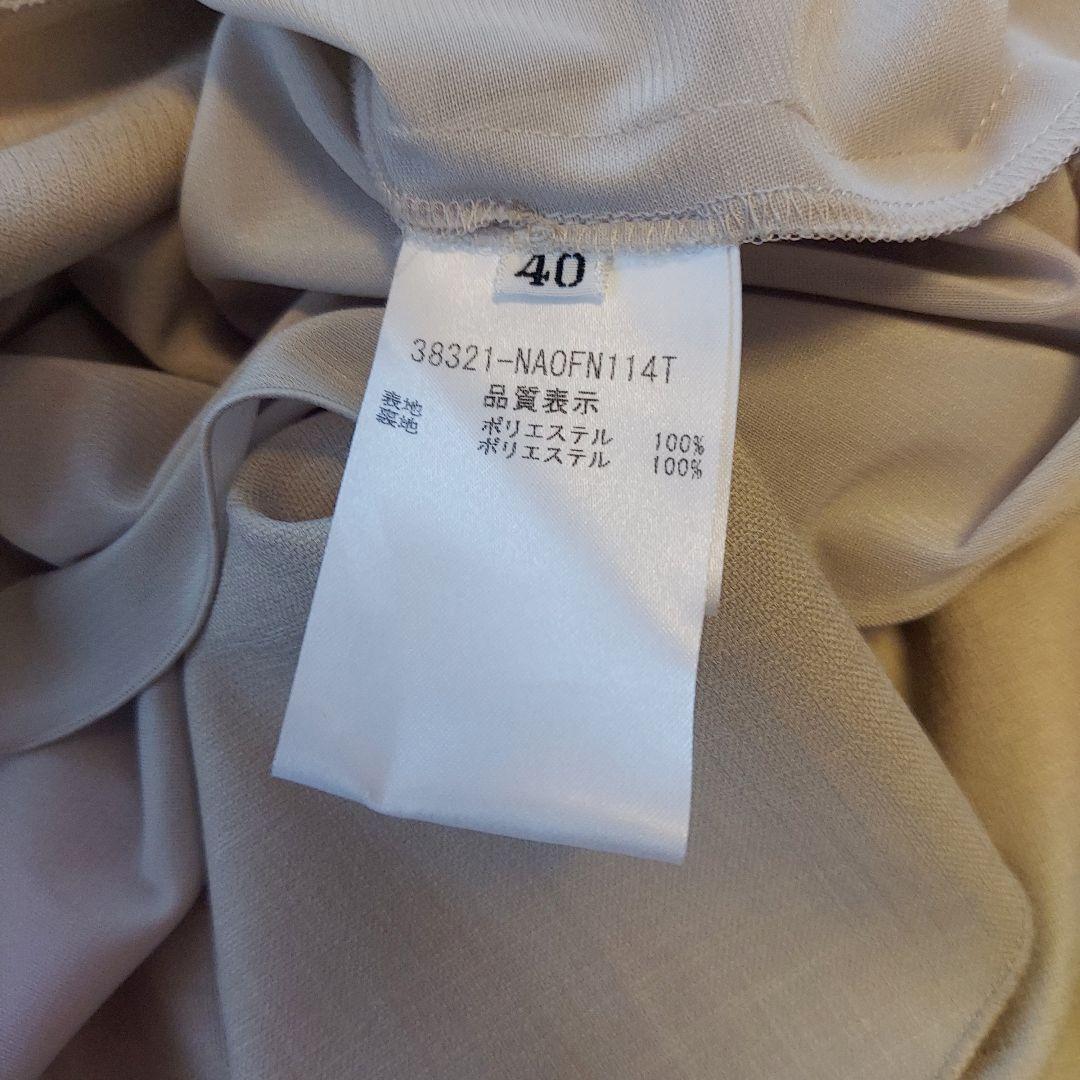 40
38321-NAOFN114T
品質表示
表地 ポリエステル 100%
裏地 ポリエステル 100%